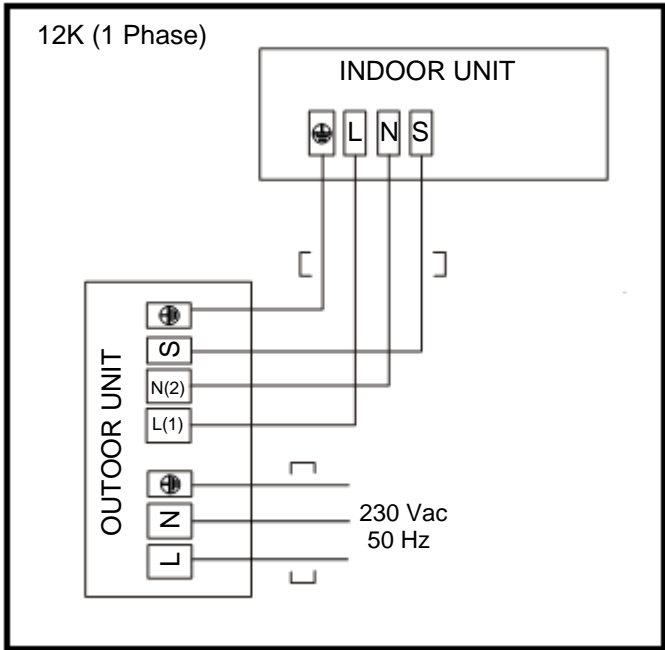 12K (1 Phase)
INDOOR UNIT
L N S
OUTOOR UNIT
S
N(2)
L(1)
N
L
230 Vac
50 Hz